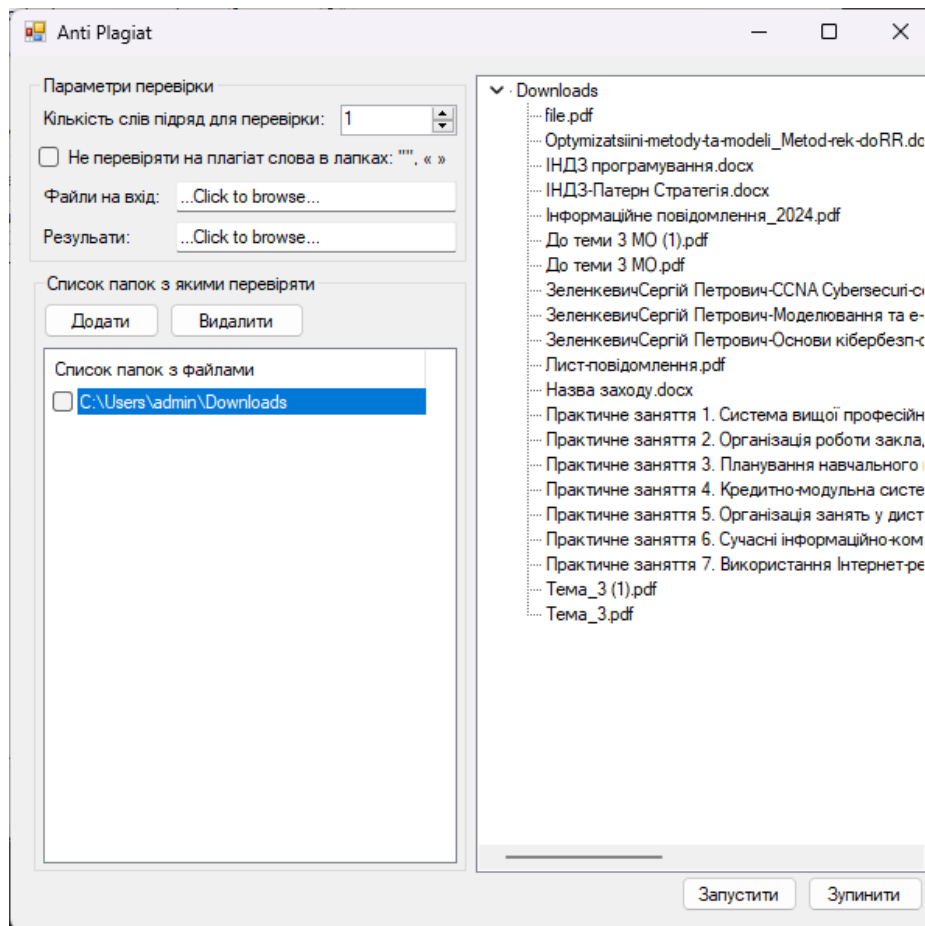 Anti Plagiat
Параметри перевірки
Кількість слів підряд для перевірки: 1
Не перевіряти на плагіат слова в лапках: "", « »
Файли на вхід: ...Click to browse...
Резульати: ...Click to browse...
Список папок з якими перевіряти
Додати Видалити
Список папок з файлами
C:\Users\admin\Downloads
Downloads
file.pdf
Optymizatsiini-metody-ta-modeli_Metod-rek-doRR.dc
ІНДЗ програмування.docx
ІНДЗ-Патерн Стратегія.docx
Інформаційне повідомлення_2024.pdf
До теми 3 МО (1).pdf
До теми 3 МО.pdf
ЗеленкевичСергій Петрович-CCNA Cybersecuri-c
ЗеленкевичСергій Петрович-Моделювання та е-
ЗеленкевичСергій Петрович-Основи кібербезп-c
Лист-повідомлення.pdf
Назва заходу.docx
Практичне заняття 1. Система вищої професійн
Практичне заняття 2. Організація роботи закла
Практичне заняття 3. Планування навчального
Практичне заняття 4. Кредитно-модульна систе
Практичне заняття 5. Організація занять у дист
Практичне заняття 6. Сучасні інформаційно-ком
Практичне заняття 7. Використання Інтернет-ре
Тема_3 (1).pdf
Тема_3.pdf
Запустити Зупинити